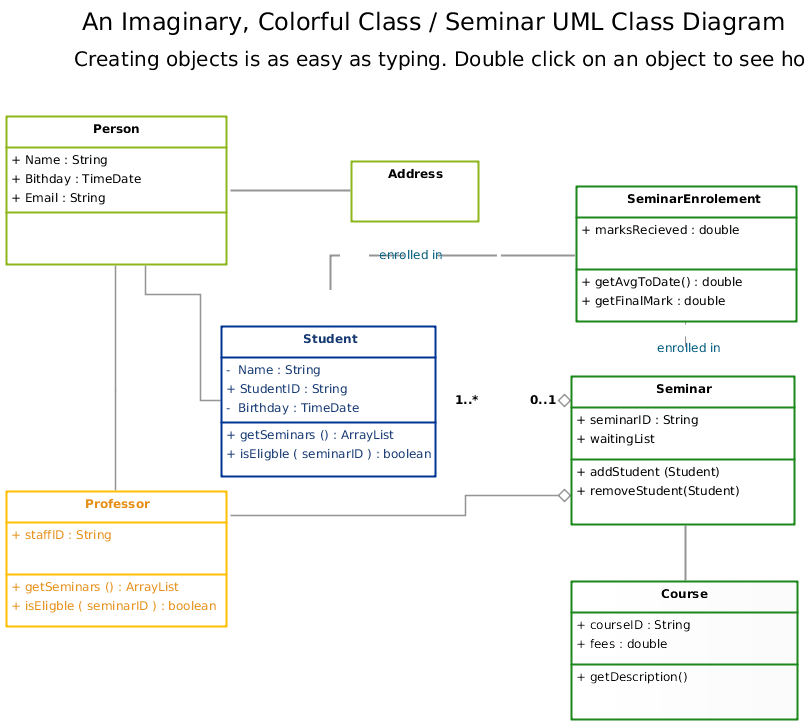 An Imaginary, Colorful Class / Seminar UML Class Diagram
Creating objects is as easy as typing. Double click on an object to see ho
Person
+ Name : String
+ Bithday : TimeDate
+ Email : String
Address
SeminarEnrolement
+ marksRecieved : double
+ getAvgToDate() : double
+ getFinalMark : double
enrolled in
enrolled in
Student
- Name : String
+ StudentID : String
- Birthday : TimeDate
+ getSeminars () : ArrayList
+ isEligble ( seminarID ) : boolean
1..*
0..1
Seminar
+ seminarID : String
+ waitingList
+ addStudent (Student)
+ removeStudent(Student)
Professor
+ staffID : String
+ getSeminars () : ArrayList
+ isEligble ( seminarID ) : boolean
Course
+ courseID : String
+ fees : double
+ getDescription()